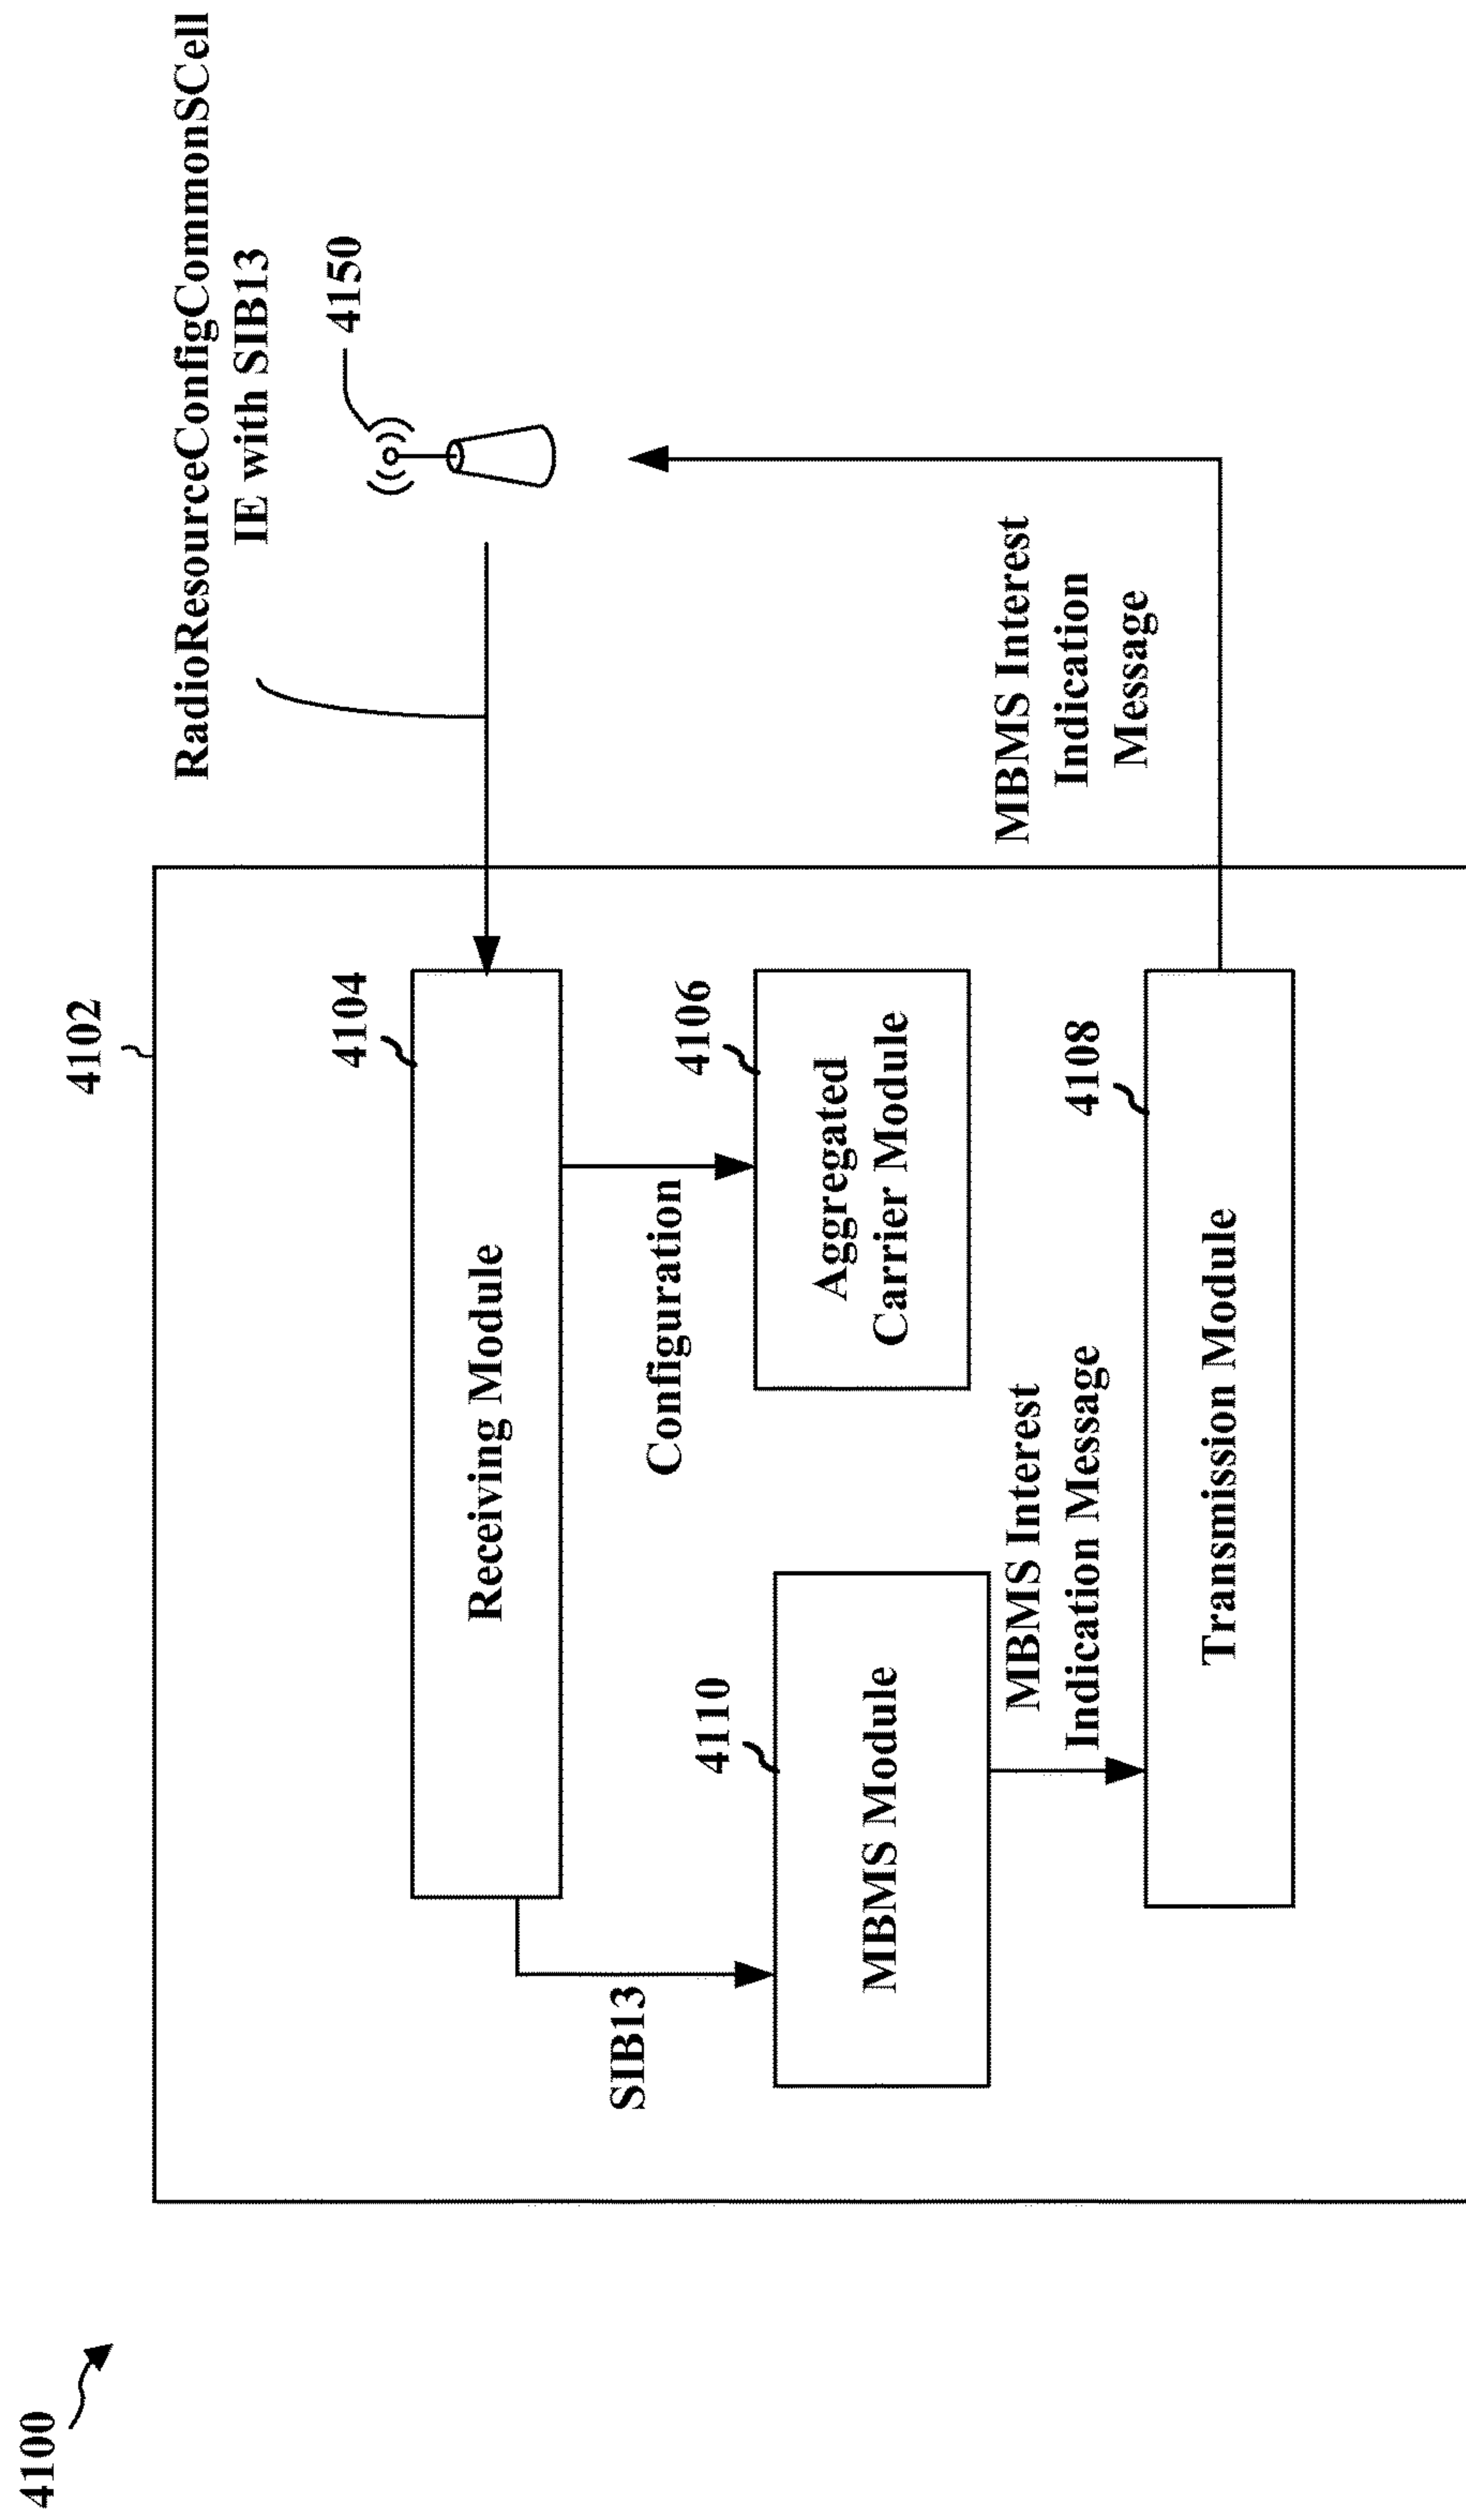 4100
4102
RadioResourceConfigCommonSCell
IE with SIB13
4150
4104
Receiving Module
SIB13
Configuration
4110
MBMS Module
4106
Aggregated
Carrier Module
MBMS Interest
Indication Message
4108
Transmission Module
MBMS Interest
Indication
Message